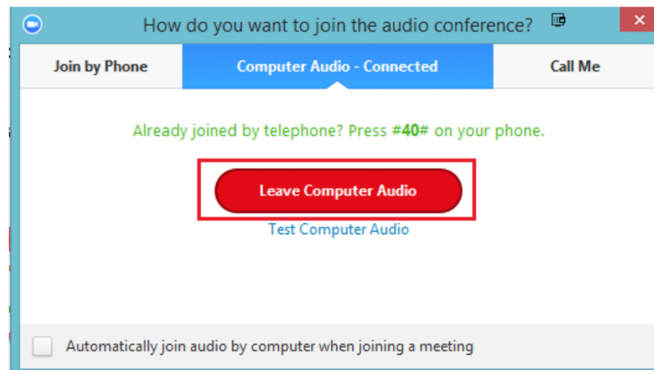 How do you want to join the audio conference?
Join by Phone
Computer Audio - Connected
Call Me
Already joined by telephone? Press #40# on your phone.
Leave Computer Audio
Test Computer Audio
Automatically join audio by computer when joining a meeting